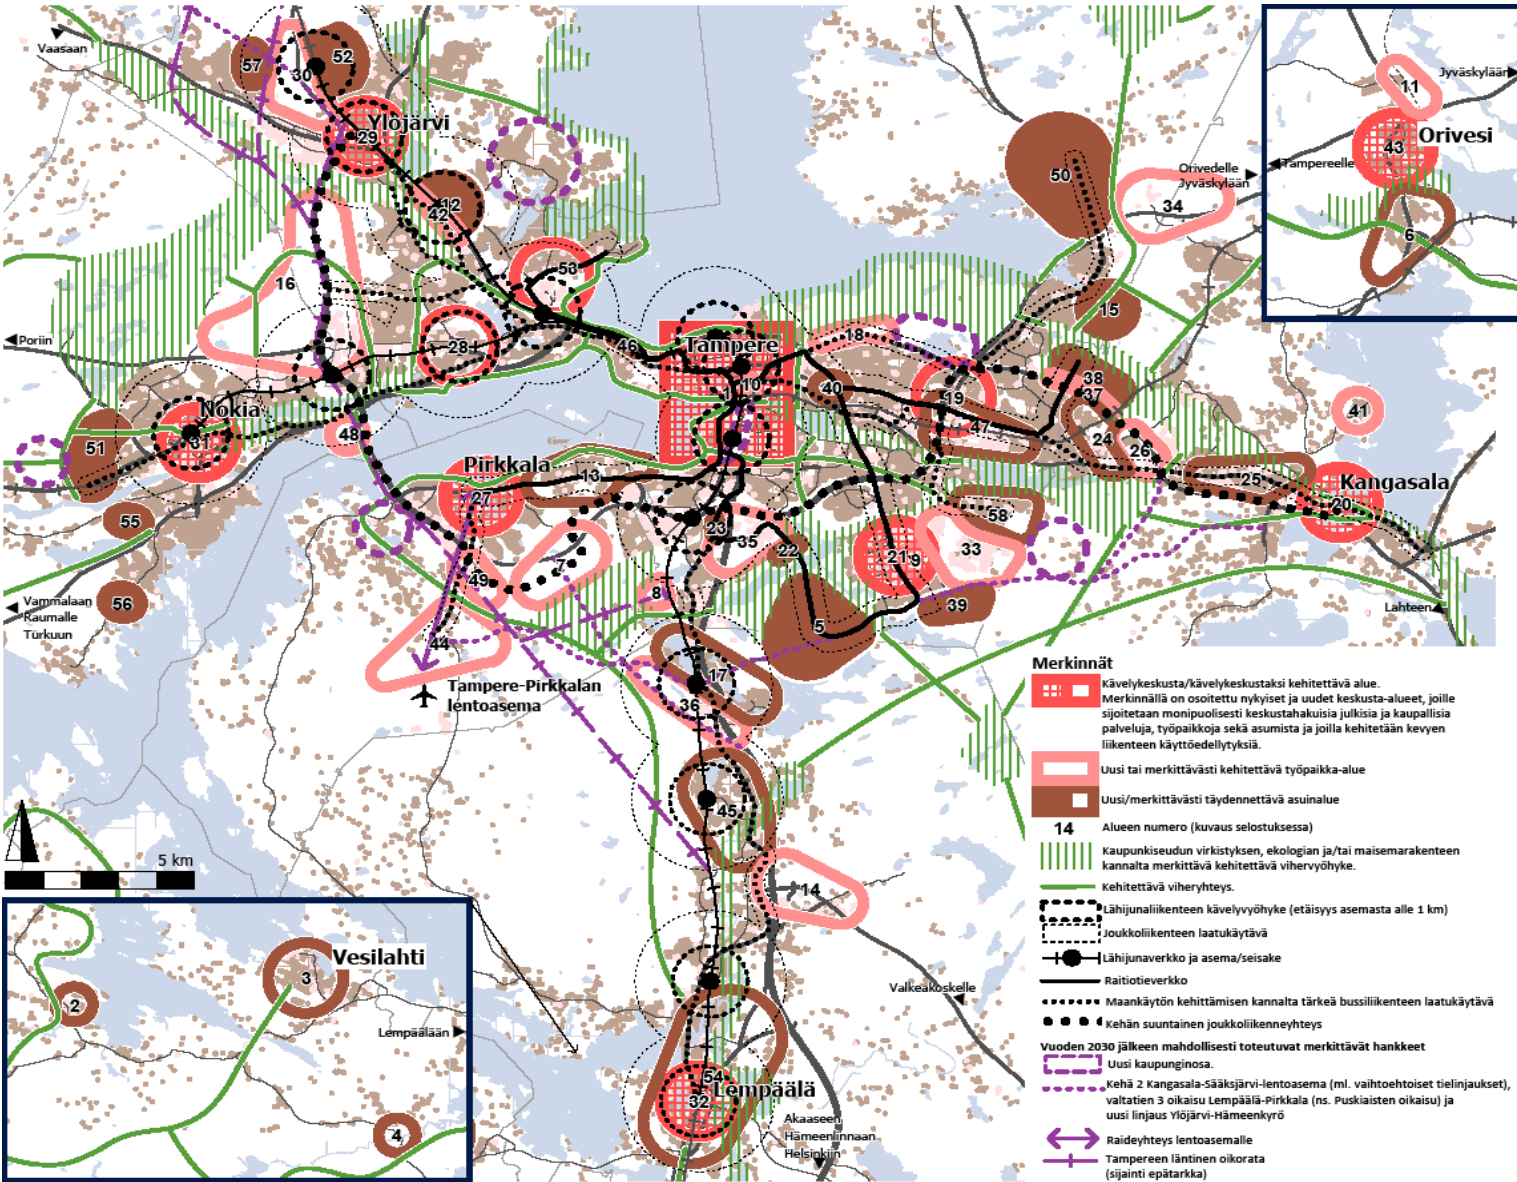 Vaasaan
57
30
52
Ylöjärvi
29
12
42
53
16
Poriin
28
46
Tampere
1
10
18
40
19
47
50
15
Orivedelle
Jyväskylään
34
38
37
24
26
41
25
Kangasala
20
Nokia
31
51
48
55
56
Pirkkala
27
13
7
49
8
44
Tampere-Pirkkalan
lentoasema
23
35
22
5
21
9
33
58
39
17
36
45
14
54
Lempäälä
32
Vammalaan
Raumalle
Turkuun
Lahteen
Valkeakoskelle
Akaaseen
Hämeenlinnaan
Helsinkiin
5 km
11
Jyväskylään
Orivesi
43
Tampereelle
6
Vesilahti
3
2
Lempäälään
4
Merkinnät
Kävelykeskusta/kävelykeskustaksi kehitettävä alue.
Merkinnällä on osoitettu nykyiset ja uudet keskusta-alueet, joille
sijoitetaan monipuolisesti keskustahakuisia julkisia ja kaupallisia
palveluja, työpaikkoja sekä asumista ja joilla kehitetään kevyen
liikenteen käyttöedellytyksiä.
Uusi tai merkittävästi kehitettävä työpaikka-alue
Uusi/merkittävästi täydennettävä asuinalue
14 Alueen numero (kuvaus selostuksessa)
Kaupunkiseudun virkistyksen, ekologian ja/tai maisemarakenteen
kannalta merkittävä kehitettävä vihervyöhyke.
Kehitettävä viheryhteys.
Lähijunaliikenteen kävelyvyöhyke (etäisyys asemasta alle 1 km)
Joukkoliikenteen laatukäytävä
Lähijunaverkko ja asema/seisake
Raitiotieverkko
Maankäytön kehittämisen kannalta tärkeä bussiliikenteen laatukäytävä
Kehän suuntainen joukkoliikenneyhteys
Vuoden 2030 jälkeen mahdollisesti toteutuvat merkittävät hankkeet
Uusi kaupunginosa.
Kehä 2 Kangasala-Sääksjärvi-lentoasema (ml. vaihtoehtoiset tielinjaukset),
valtatien 3 oikaisu Lempäälä-Pirkkala (ns. Puskiaisten oikaisu) ja
uusi linjaus Ylöjärvi-Hämeenkyrö
Raideyhteys lentoasemalle
Tampereen läntinen oikorata
(sijainti epätarkka)